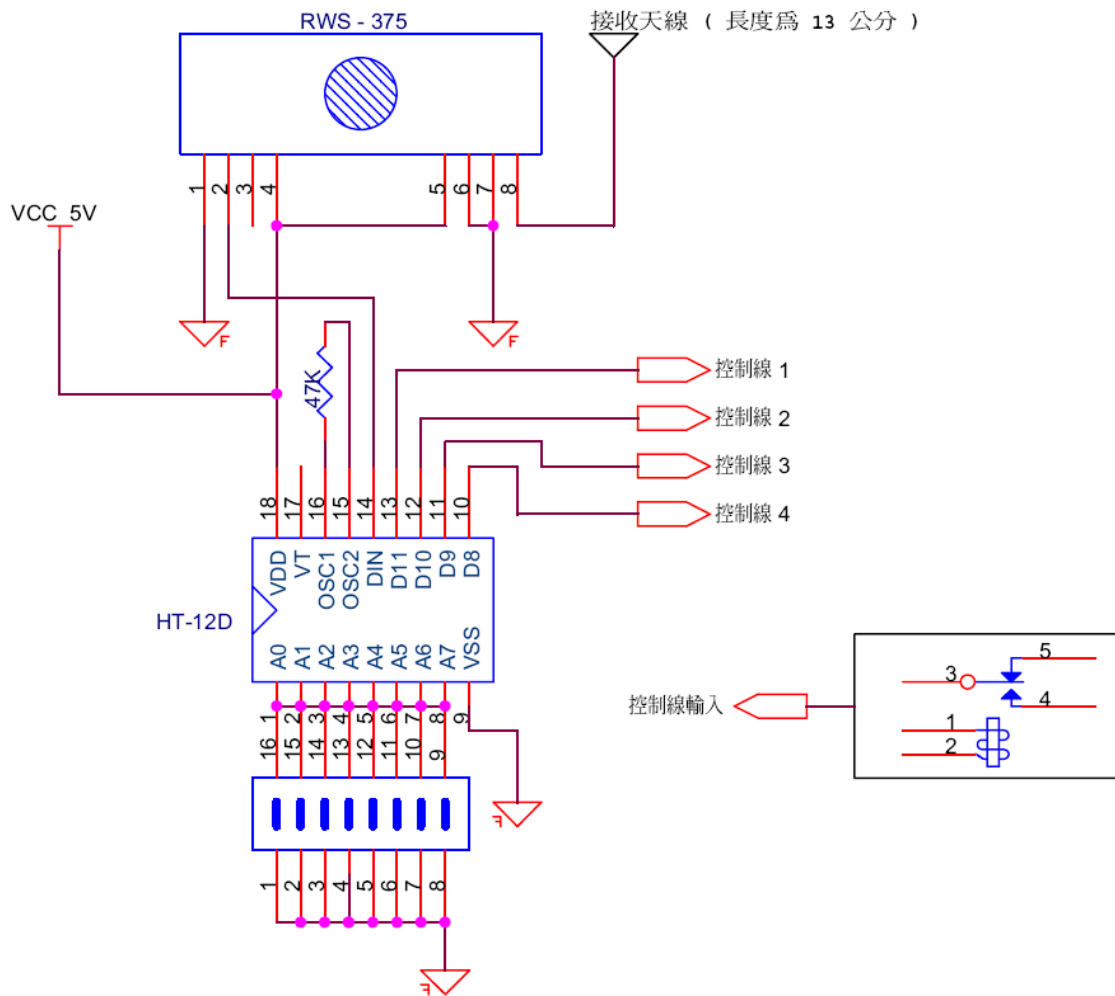 RWS - 375
接收天線 ( 長度爲 13 公分 )
1 2 3 4 5 6 7 8
VCC 5V
F F
47K
控制線 1
控制線 2
控制線 3
控制線 4
18 17 16 15 14 13 12 11 10
VDD VT OSC1 OSC2 DIN D11 D10 D9 D8
HT-12D
A0 A1 A2 A3 A4 A5 A6 A7 VSS
1 2 3 4 5 6 7 8 9
16 15 14 13 12 11 10 9
控制線輸入
5
3
4
1
2
F
1 2 3 4 5 6 7 8
F